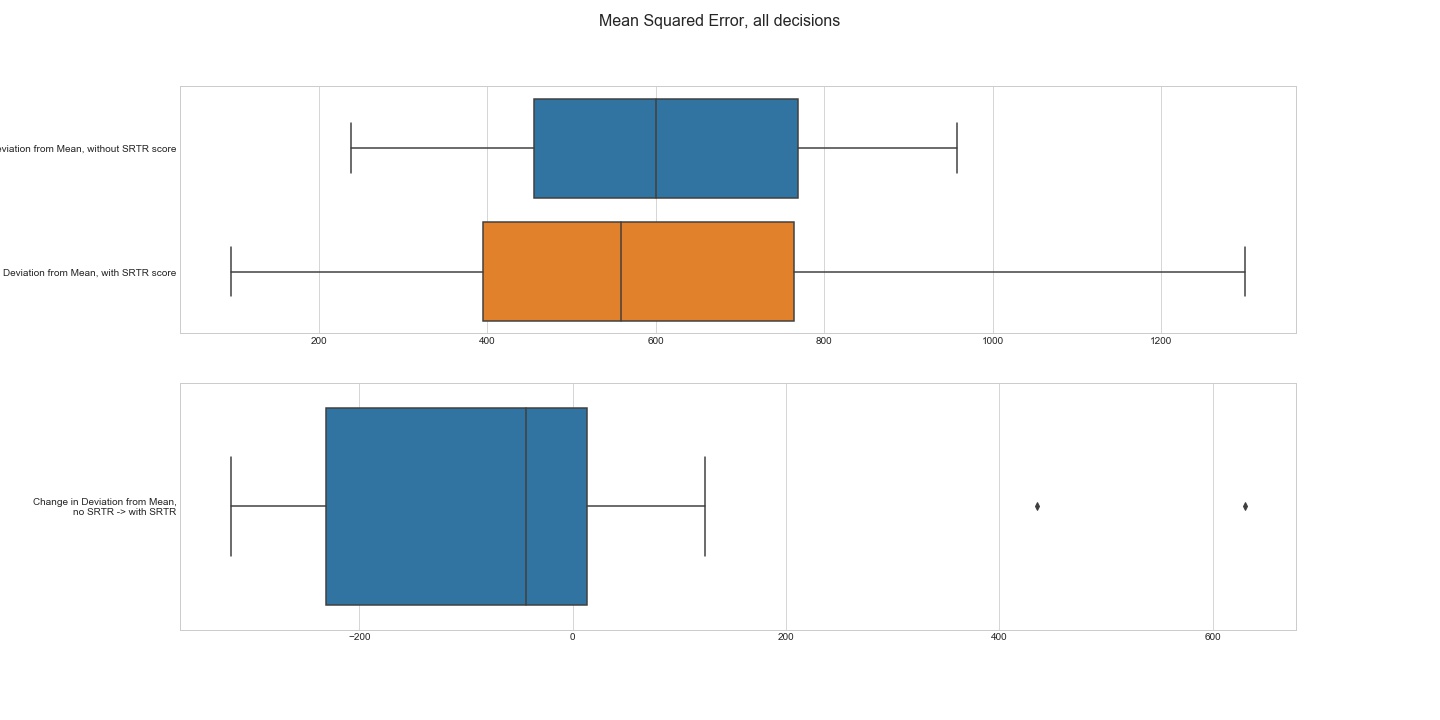 Mean Squared Error, all decisions
viation from Mean, without SRTR score
Deviation from Mean, with SRTR score
200 400 600 800 1000 1200
Change in Deviation from Mean,
no SRTR -> with SRTR
−200 0 200 400 600